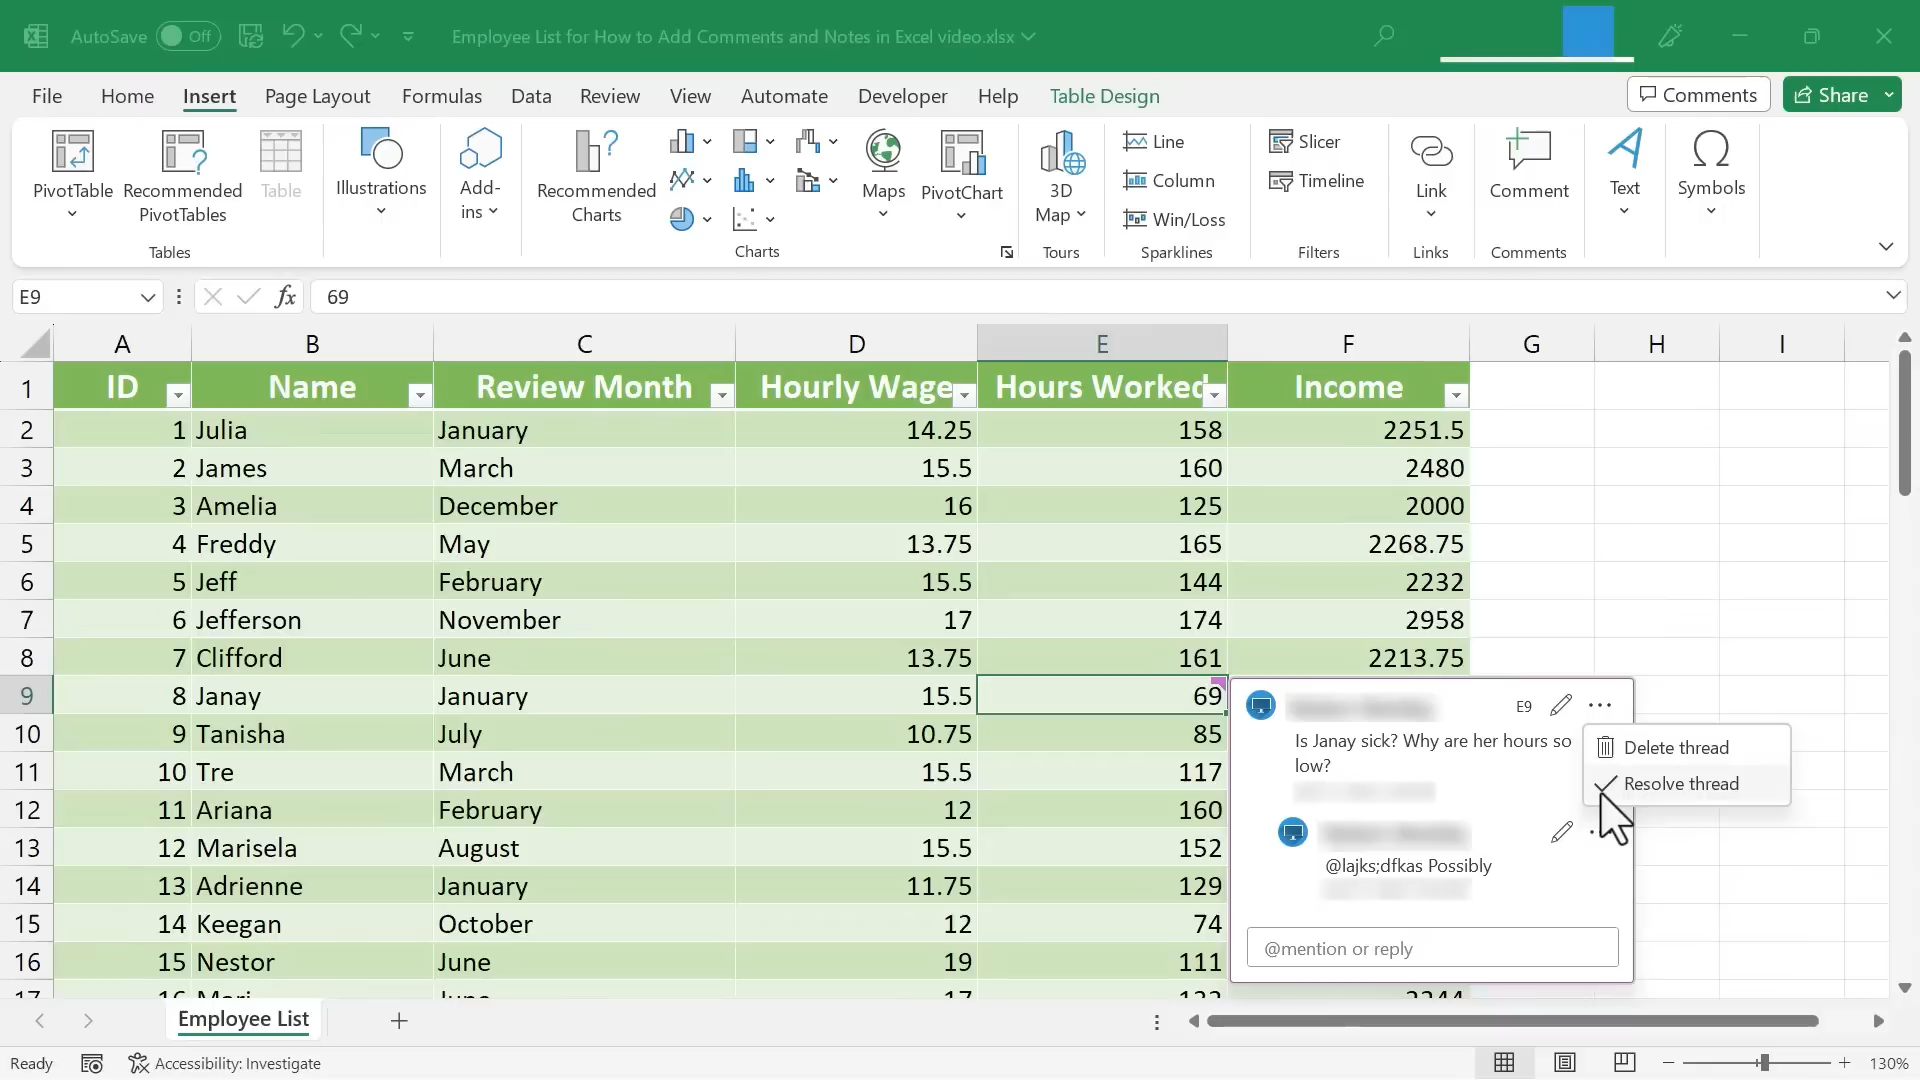 AutoSave Off Employee List for How to Add Comments and Notes in Excel video.xlsx
File Home Insert Page Layout Formulas Data Review View Automate Developer Help Table Design Comments Share
PivotTable
Recommended
PivotTables
Table
Tables
Illustrations
Add-
ins
Recommended
Charts
Charts
Maps
PivotChart
3D
Map
Tours
Line
Column
Win/Loss
Sparklines
Slicer
Timeline
Filters
Link
Links
Comment
Comments
Text
Symbols
E9 fx 69
A B C D E F G H I
1 ID Name Review Month Hourly Wage Hours Worked Income
2 1 Julia January 14.25 158 2251.5
3 2 James March 15.5 160 2480
4 3 Amelia December 16 125 2000
5 4 Freddy May 13.75 165 2268.75
6 5 Jeff February 15.5 144 2232
7 6 Jefferson November 17 174 2958
8 7 Clifford June 13.75 161 2213.75
9 8 Janay January 15.5 69
10 9 Tanisha July 10.75 85
11 10 Tre March 15.5 117
12 11 Ariana February 12 160
13 12 Marisela August 15.5 152
14 13 Adrienne January 11.75 129
15 14 Keegan October 12 74
16 15 Nestor June 19 111
E9
Is Janay sick? Why are her hours so
low?
Delete thread
Resolve thread
@lajks;dfkas Possibly
@mention or reply
Employee List
Ready Accessibility: Investigate 130%